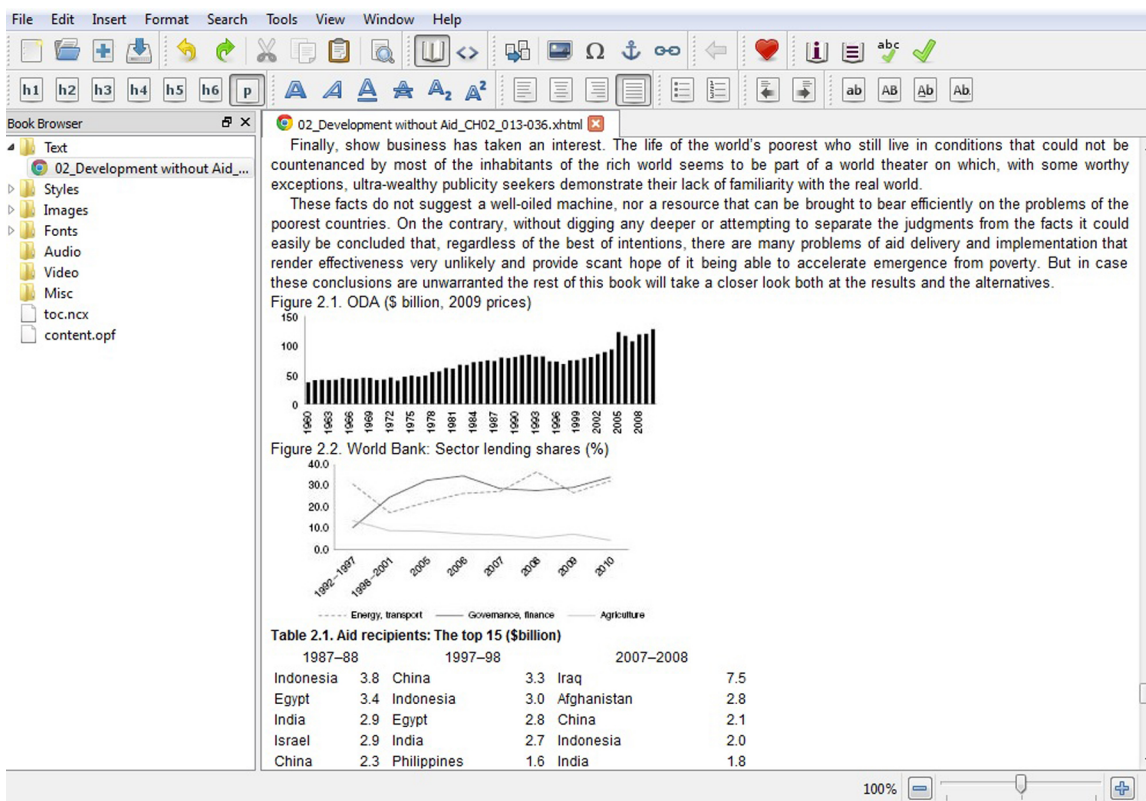 File Edit Insert Format Search Tools View Window Help
abc
h1 h2 h3 h4 h5 h6 p A A A A A2 A2 ab AB Ab Ab
Book Browser
02_Development without Aid_CH02_013-036.xhtml
Text
02_Development without Aid_...
Styles
Images
Fonts
Audio
Video
Misc
toc.ncx
content.opf
Finally, show business has taken an interest. The life of the world's poorest who still live in conditions that could not be
countenanced by most of the inhabitants of the rich world seems to be part of a world theater on which, with some worthy
exceptions, ultra-wealthy publicity seekers demonstrate their lack of familiarity with the real world.
These facts do not suggest a well-oiled machine, nor a resource that can be brought to bear efficiently on the problems of the
poorest countries. On the contrary, without digging any deeper or attempting to separate the judgments from the facts it could
easily be concluded that, regardless of the best of intentions, there are many problems of aid delivery and implementation that
render effectiveness very unlikely and provide scant hope of it being able to accelerate emergence from poverty. But in case
these conclusions are unwarranted the rest of this book will take a closer look both at the results and the alternatives.
Figure 2.1. ODA ($ billion, 2009 prices)
150
100
50
0
1960 1963 1966 1969 1972 1975 1978 1981 1984 1987 1990 1993 1996 1999 2002 2005 2008
Figure 2.2. World Bank: Sector lending shares (%)
40.0
30.0
20.0
10.0
0.0
1992–1997 1998–2001 2005 2006 2007 2008 2009 2010
Energy, transport Governance, finance Agriculture
Table 2.1. Aid recipients: The top 15 ($billion)
1987–88 1997–98 2007–2008
Indonesia 3.8 China 3.3 Iraq 7.5
Egypt 3.4 Indonesia 3.0 Afghanistan 2.8
India 2.9 Egypt 2.8 China 2.1
Israel 2.9 India 2.7 Indonesia 2.0
China 2.3 Philippines 1.6 India 1.8
100%